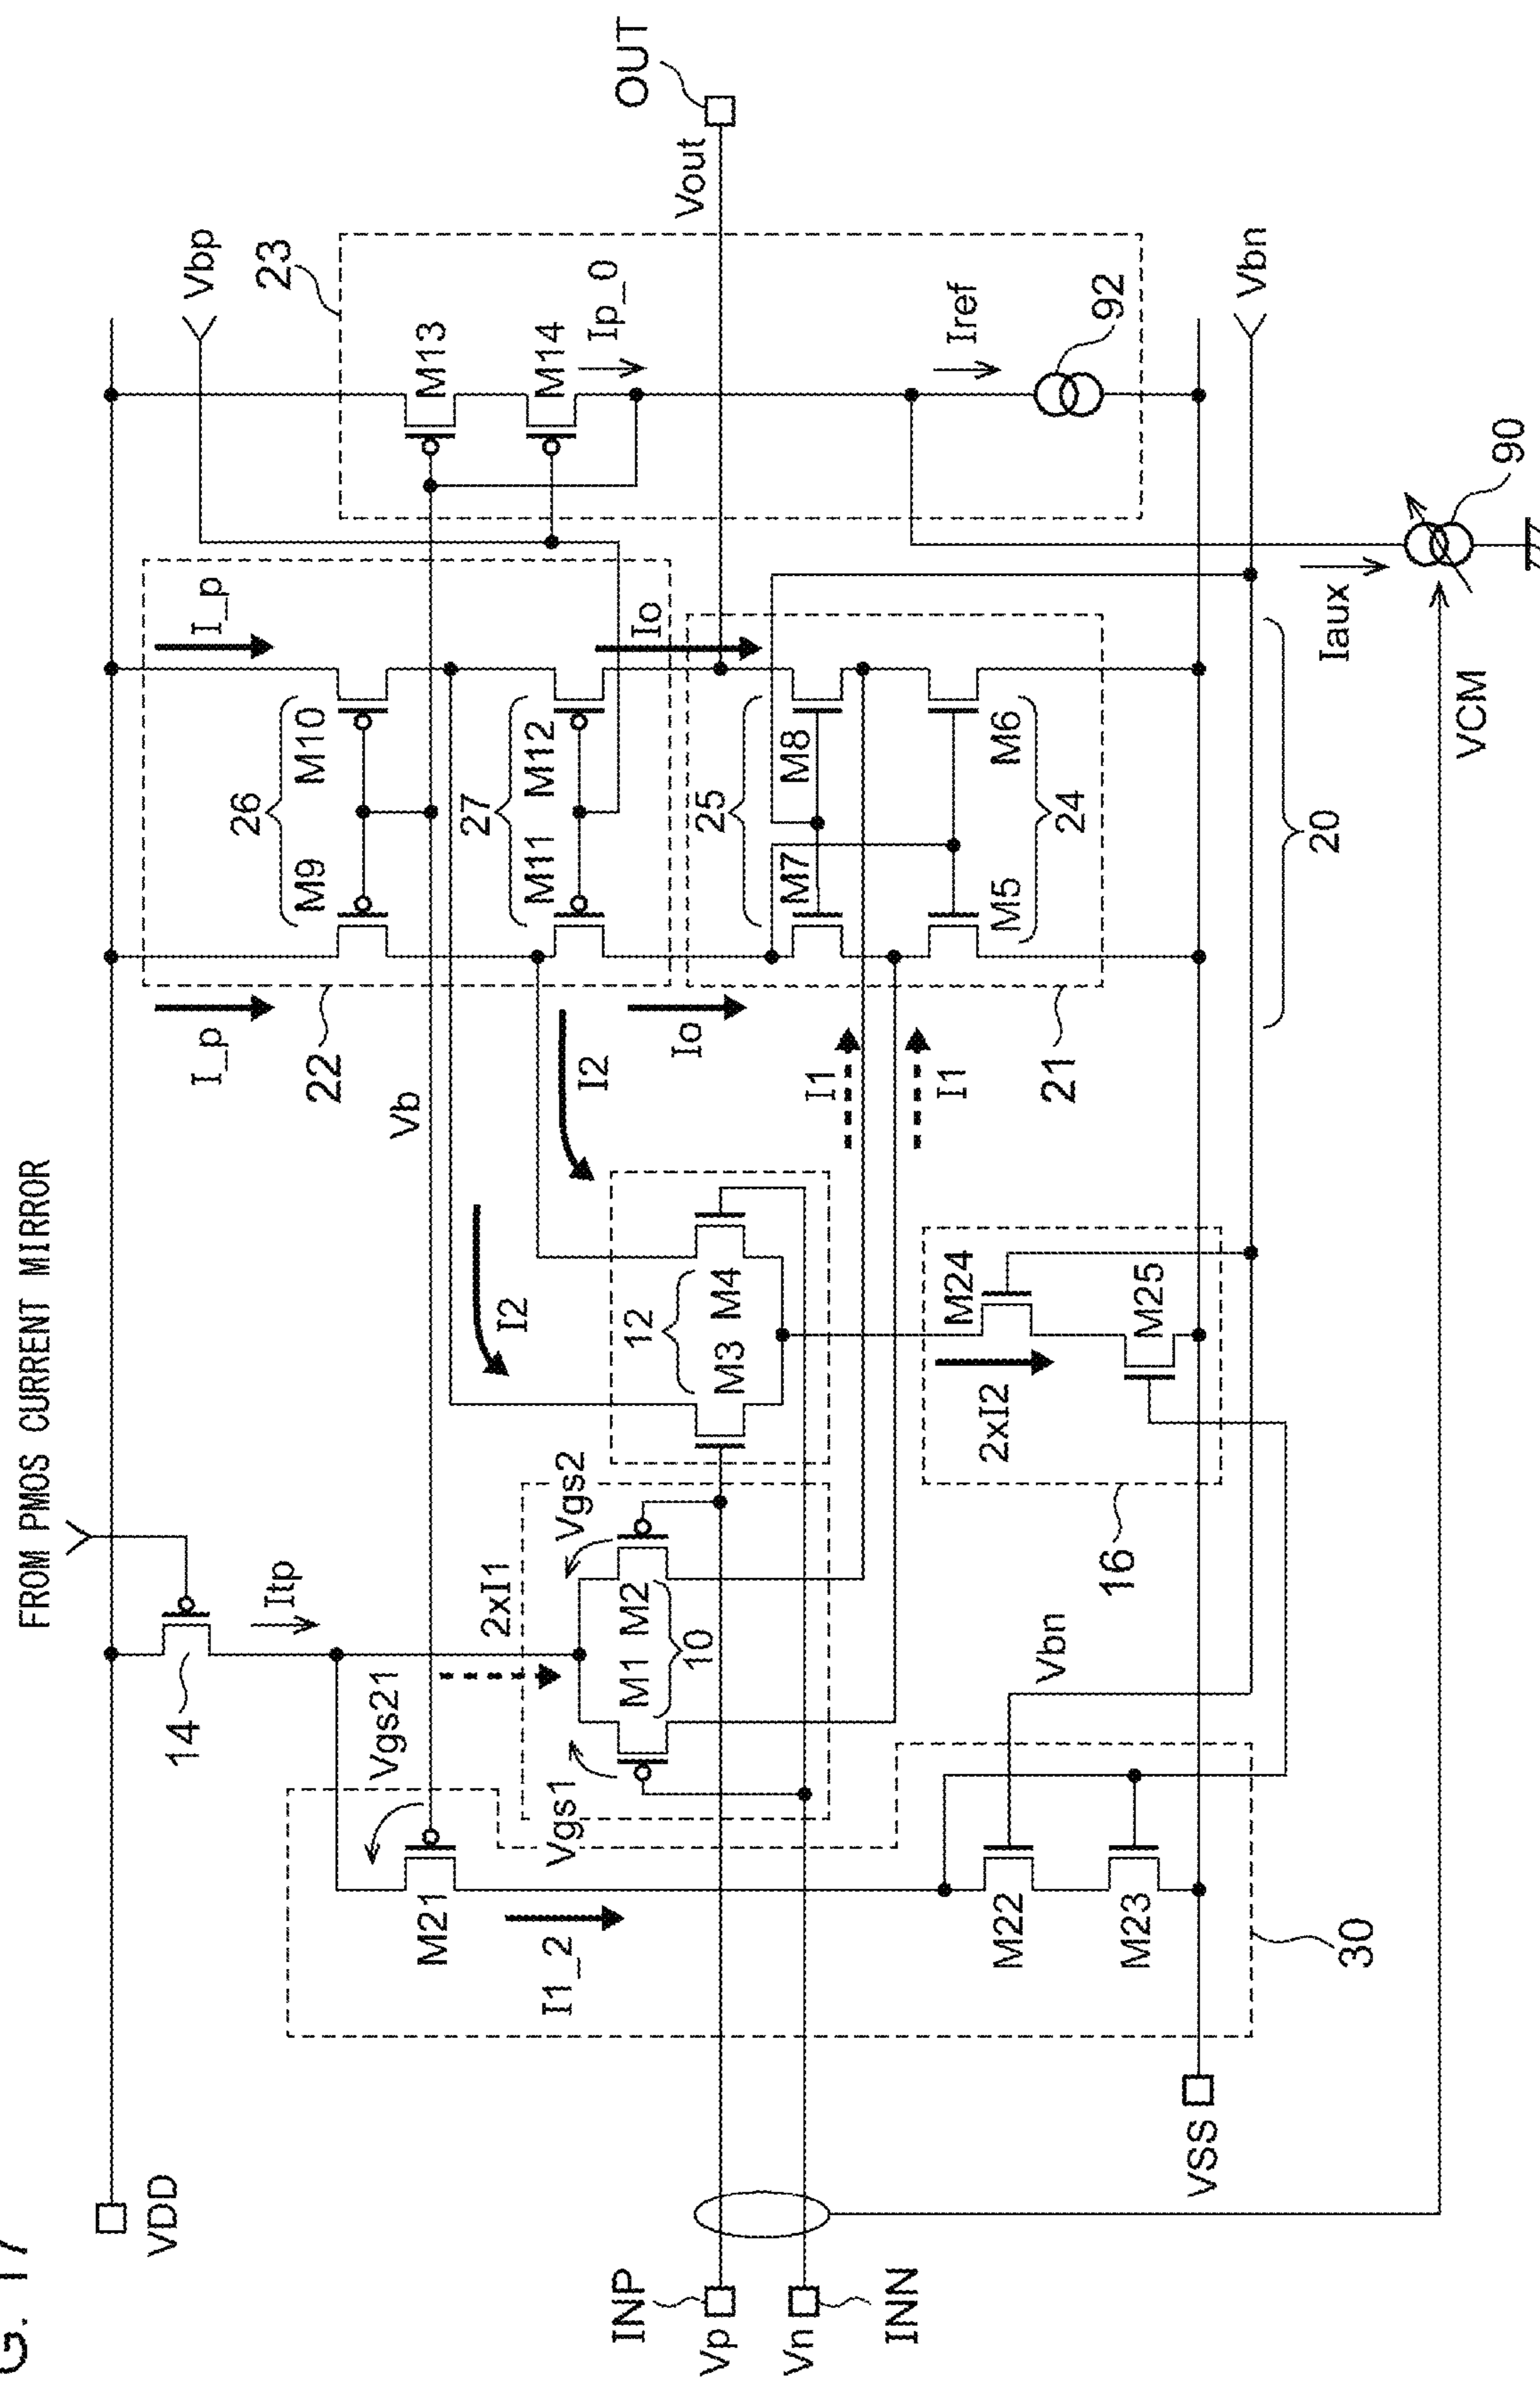 G. 17
FROM PMOS CURRENT MIRROR
VDD
14
Itp
Vbp
23
OUT
Vout
M13
M14
Ip_0
Iref
92
Vbn
90
Iaux
VCM
I_p
I_p
26
M9
M10
22
Vb
27
M11
M12
Io
Io
25
M7
M8
M5
M6
24
21
20
I2
I2
I1
I1
12
M3
M4
2xI1
Vgs2
Vgs1
Vgs21
M1
M2
10
M21
I1_2
M22
M23
30
Vbn
16
M24
M25
2xI2
INP
Vp
Vn
INN
VSS